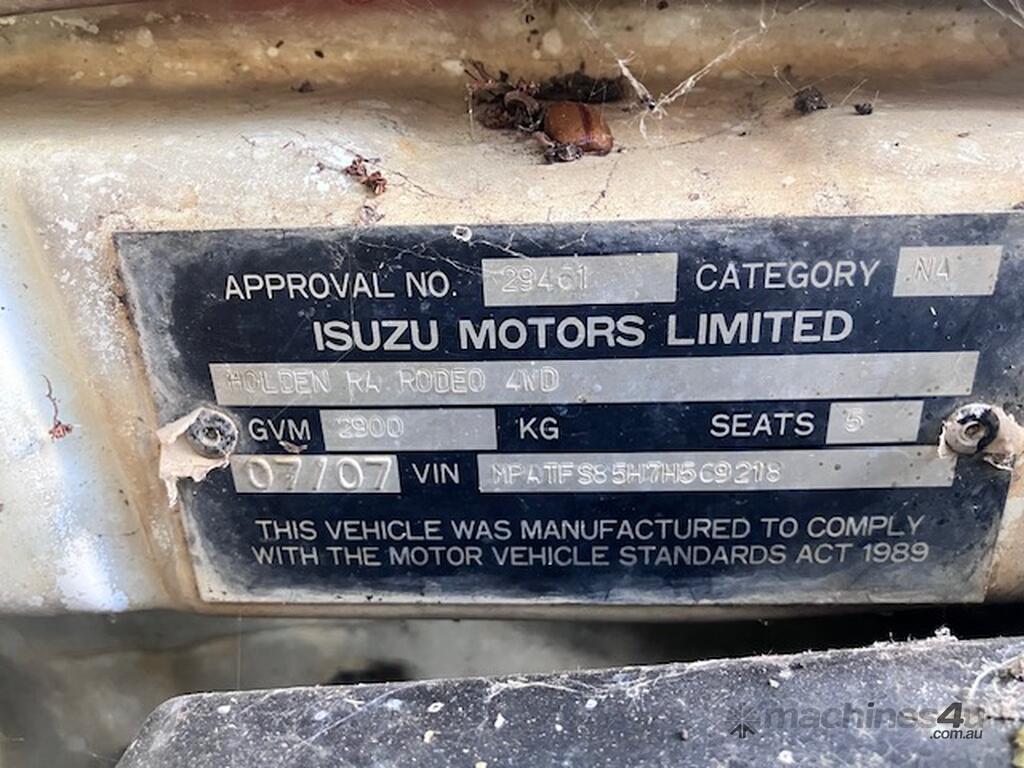 APPROVAL NO. 29461 CATEGORY NA
ISUZU MOTORS LIMITED
HOLDEN RA RODEO 4WD
GVM 2900 KG SEATS 5
07/07 VIN MPATFS85H7H5C9218
THIS VEHICLE WAS MANUFACTURED TO COMPLY
WITH THE MOTOR VEHICLE STANDARDS ACT 1989
machines4u
.com.au